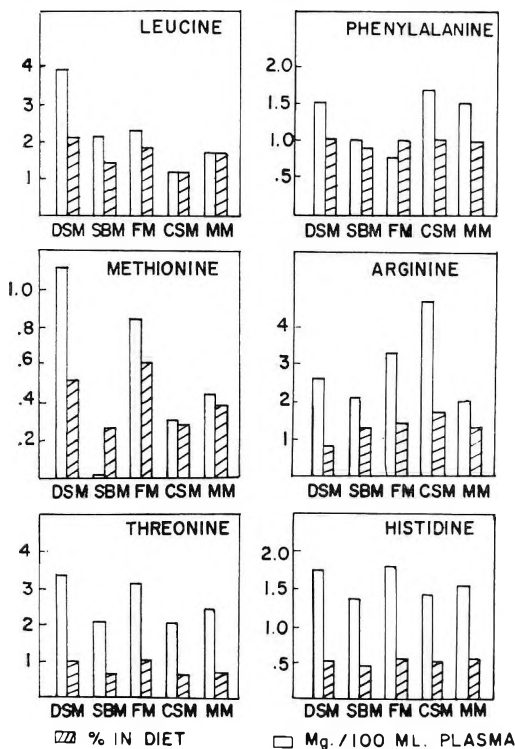 LEUCINE
4
3
2
1
DSM SBM FM CSM MM
PHENYLALANINE
2.0
1.5
1.0
.5
DSM SBM FM CSM MM
METHIONINE
1.0
.8
.6
.4
.2
DSM SBM FM CSM MM
ARGININE
4
3
2
1
DSM SBM FM CSM MM
THREONINE
4
3
2
1
DSM SBM FM CSM MM
HISTIDINE
2.0
1.5
1.0
.5
DSM SBM FM CSM MM
% IN DIET
Mg./100 ML. PLASMA